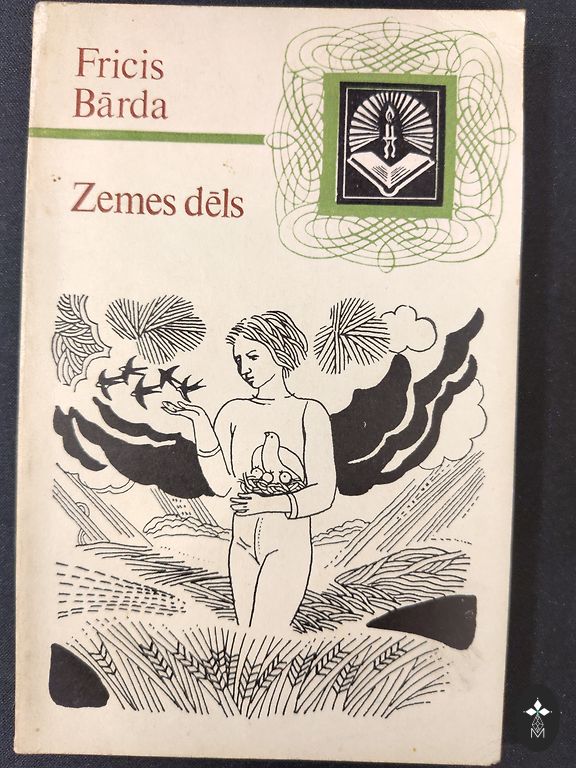 Fricis
Bārda
Zemes dēls
M